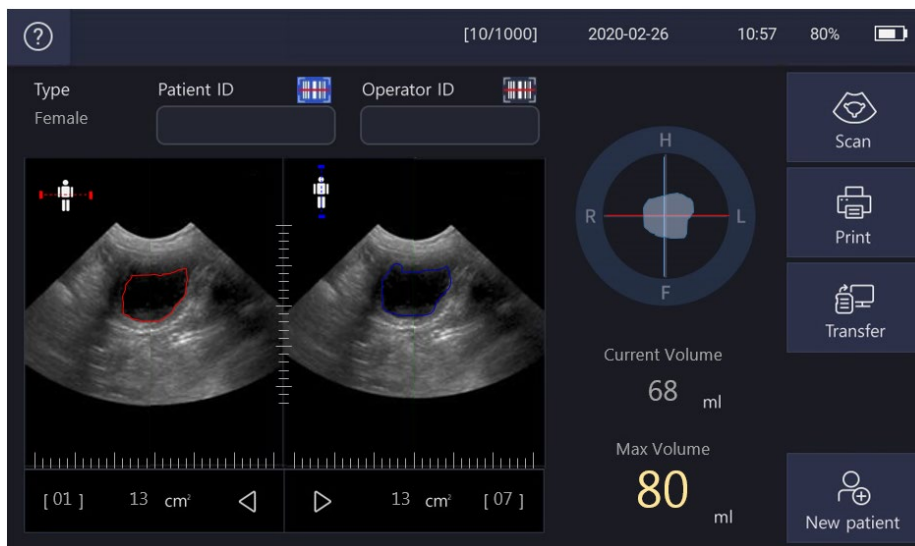 ?
[10/1000] 2020-02-26 10:57 80%
Type Patient ID Operator ID
Female
Scan
Print
Transfer
H
R L
F
Current Volume
68 ml
Max Volume
80 ml
[ 01 ] 13 cm² 13 cm² [ 07 ]
New patient